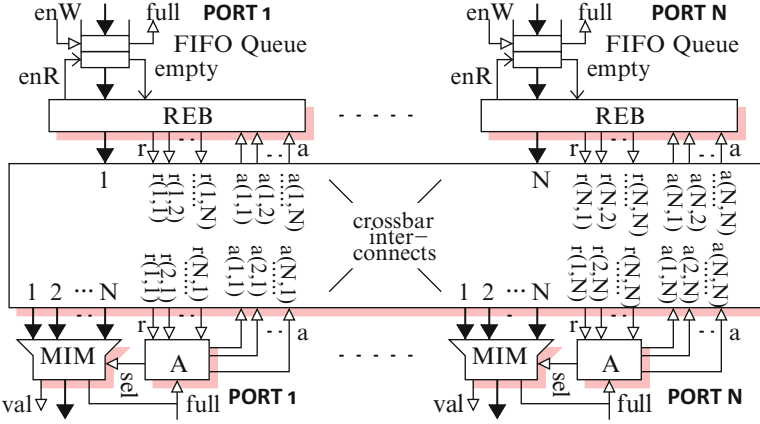 enW full PORT 1 enW full PORT N
FIFO Queue FIFO Queue
enR empty enR empty
REB REB
r a r a
1 r(1,1) r(1,2) r(1,N) a(1,1) a(1,2) a(1,N) N r(N,1) r(N,2) r(N,N) a(N,1) a(N,2) a(N,N)
crossbar
inter-
connects
r(1,1) r(2,1) r(N,1) a(1,1) a(2,1) a(N,1) r(1,N) r(2,N) r(N,N) a(1,N) a(2,N) a(N,N)
1 2 ... N 1 2 ... N
r a r a
MIM A MIM A
sel PORT 1 sel PORT N
val full val full